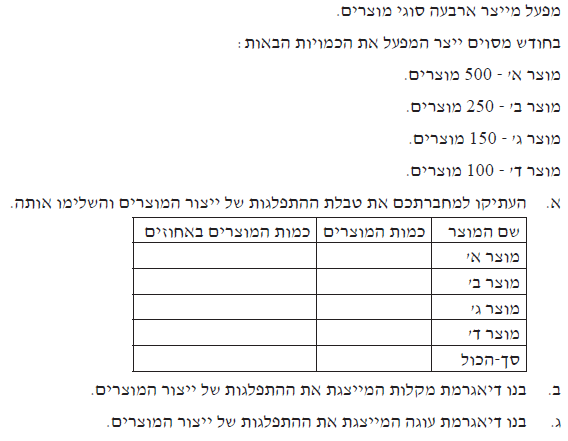 מפעל מייצר ארבעה סוגי מוצרים.
בחודש מסוים ייצר המפעל את הכמויות הבאות:
מוצר א׳ - 500 מוצרים.
מוצר ב׳ - 250 מוצרים.
מוצר ג׳ - 150 מוצרים.
מוצר ד׳ - 100 מוצרים.
א. העתיקו למחברתכם את טבלת ההתפלגות של ייצור המוצרים והשלימו אותה.
שם המוצר כמות המוצרים כמות המוצרים באחוזים
מוצר א׳
מוצר ב׳
מוצר ג׳
מוצר ד׳
סך-הכול
ב. בנו דיאגרמת מקלות המייצגת את ההתפלגות של ייצור המוצרים.
ג. בנו דיאגרמת עוגה המייצגת את ההתפלגות של ייצור המוצרים.